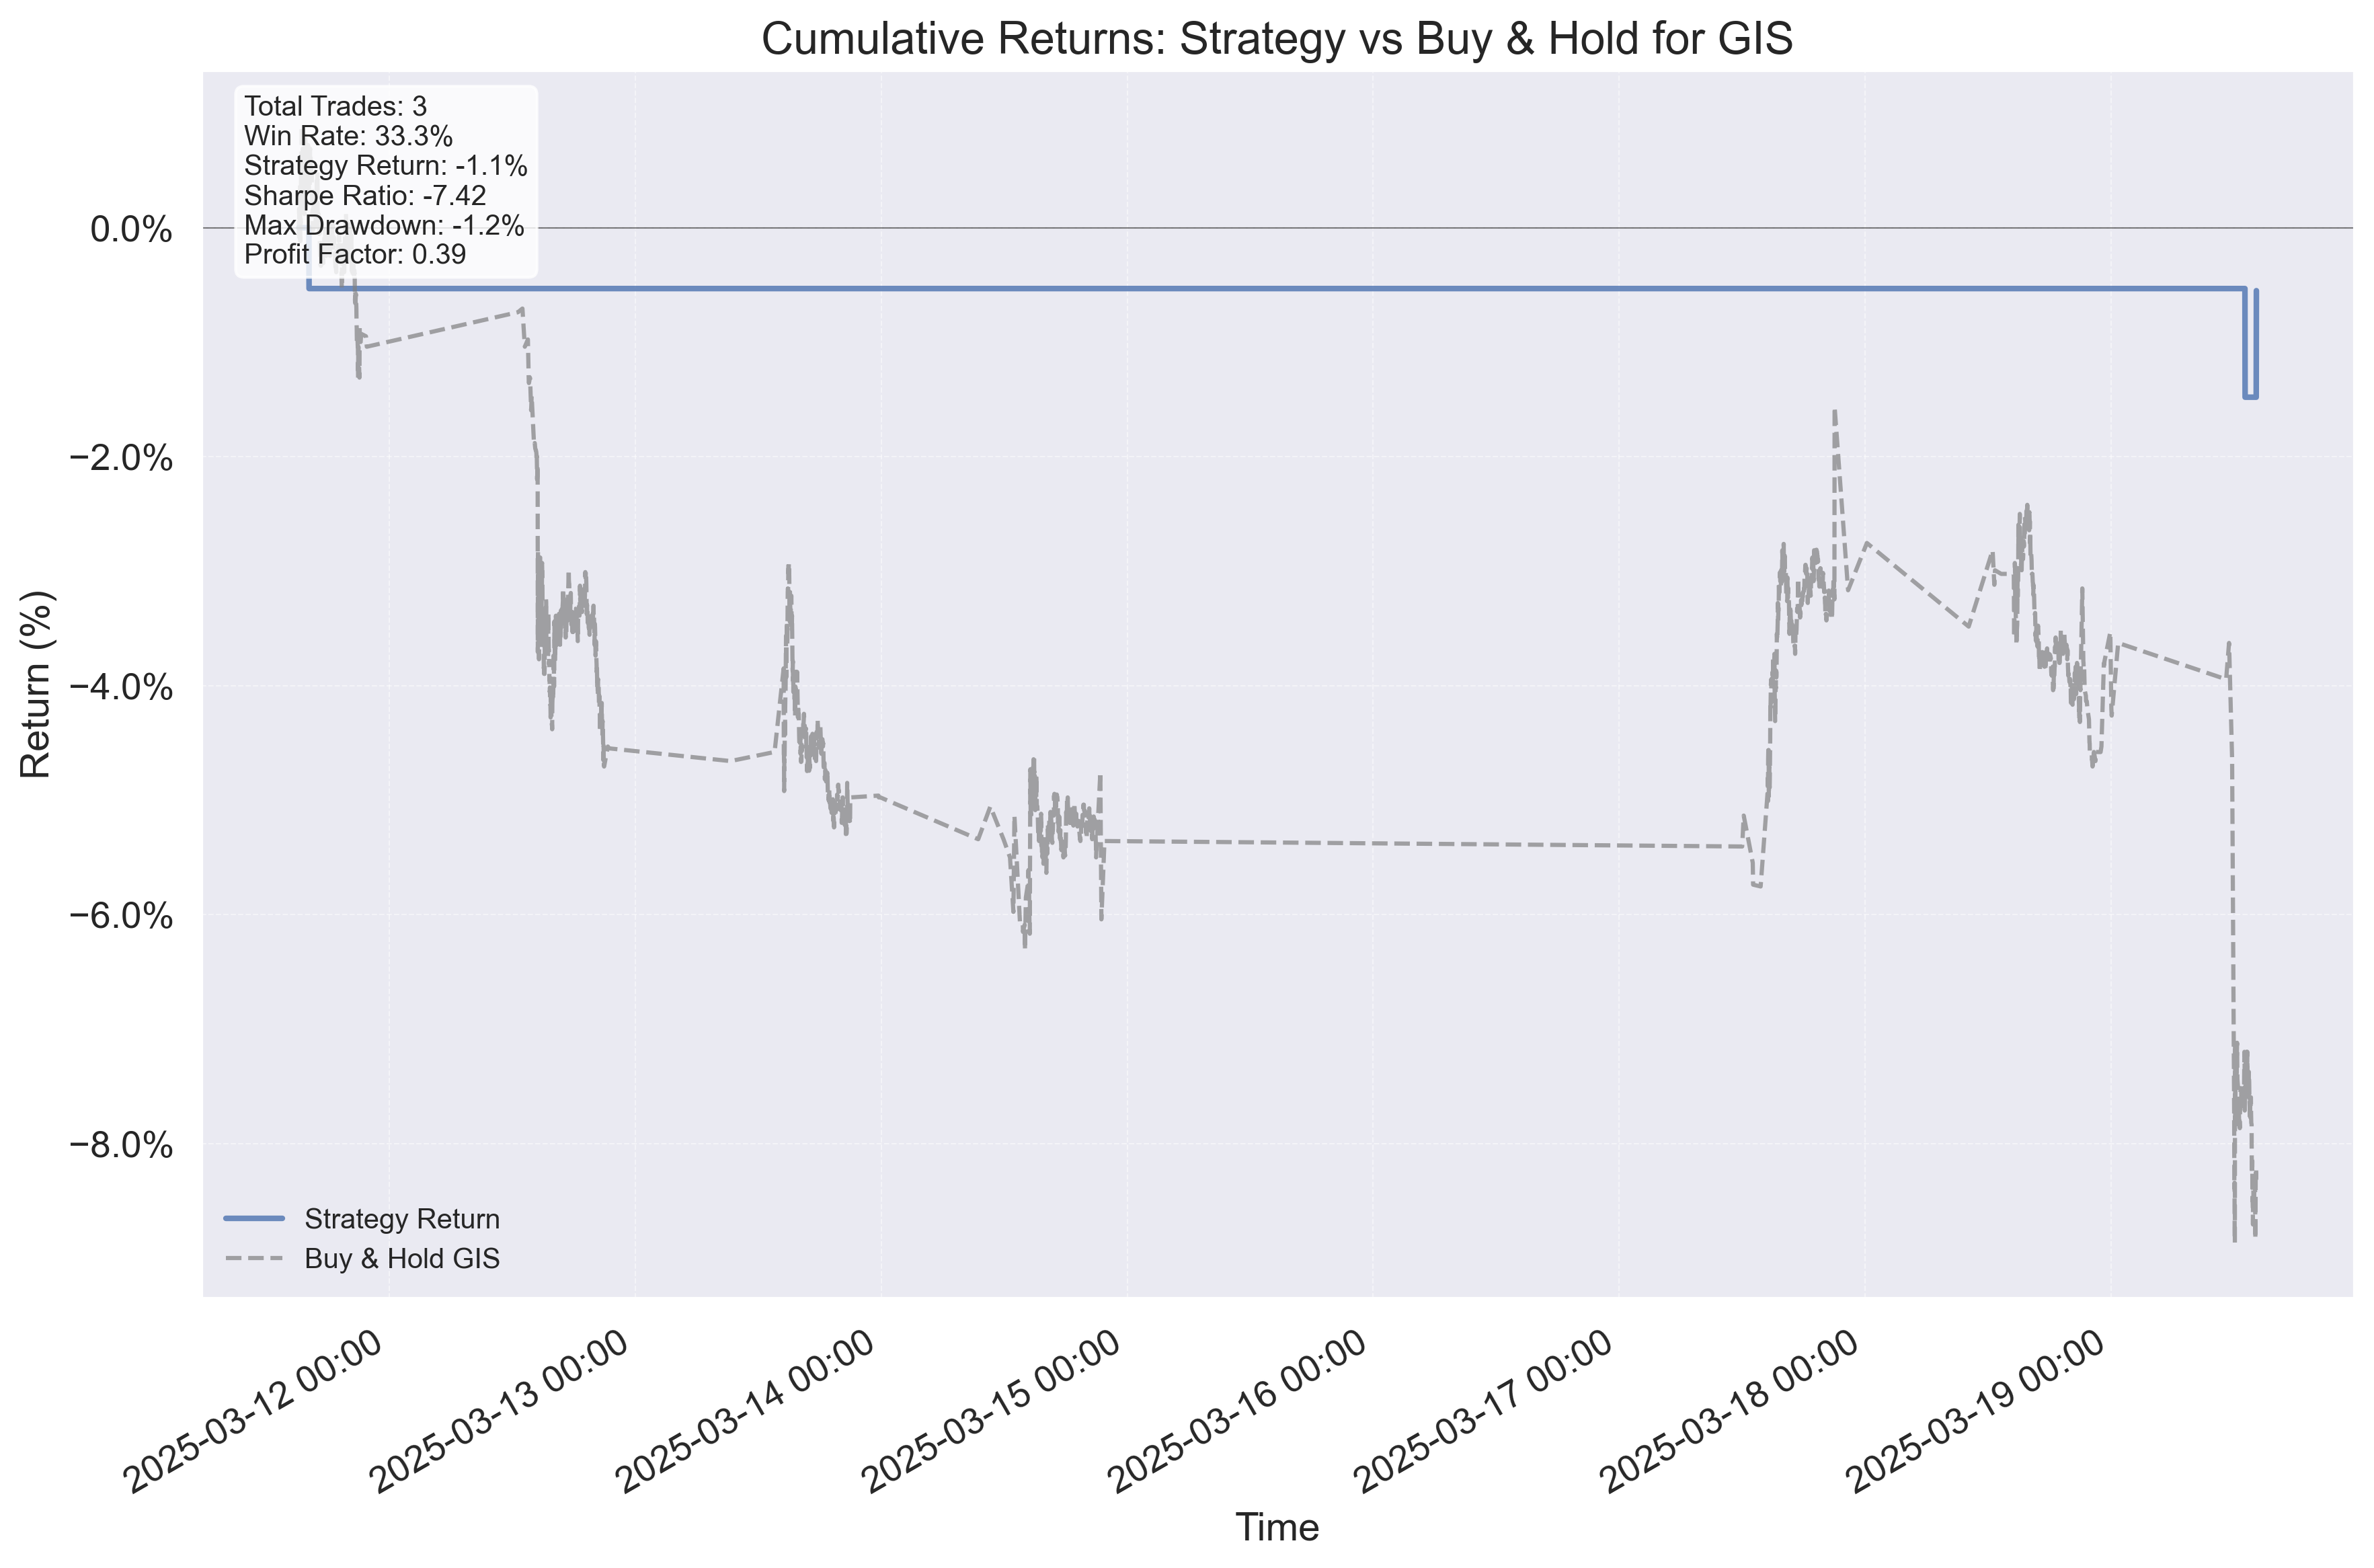 Cumulative Returns: Strategy vs Buy & Hold for GIS
Total Trades: 3
Win Rate: 33.3%
Strategy Return: -1.1%
Sharpe Ratio: -7.42
Max Drawdown: -1.2%
Profit Factor: 0.39
Return (%)
0.0%
−2.0%
−4.0%
−6.0%
−8.0%
Strategy Return
Buy & Hold GIS
2025-03-12 00:00
2025-03-13 00:00
2025-03-14 00:00
2025-03-15 00:00
2025-03-16 00:00
2025-03-17 00:00
2025-03-18 00:00
2025-03-19 00:00
Time